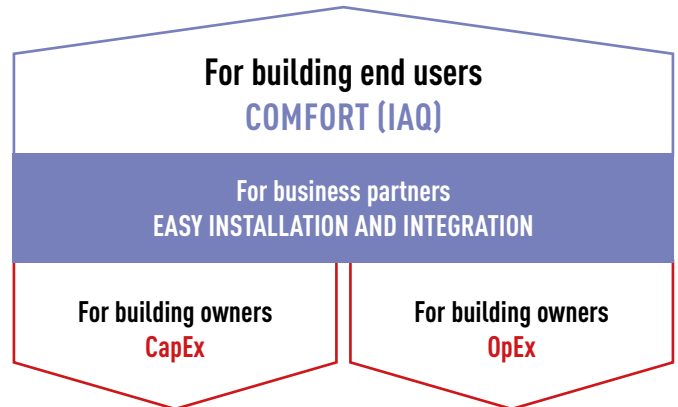 For building end users
COMFORT (IAQ)
For business partners
EASY INSTALLATION AND INTEGRATION
For building owners
CapEx
For building owners
OpEx